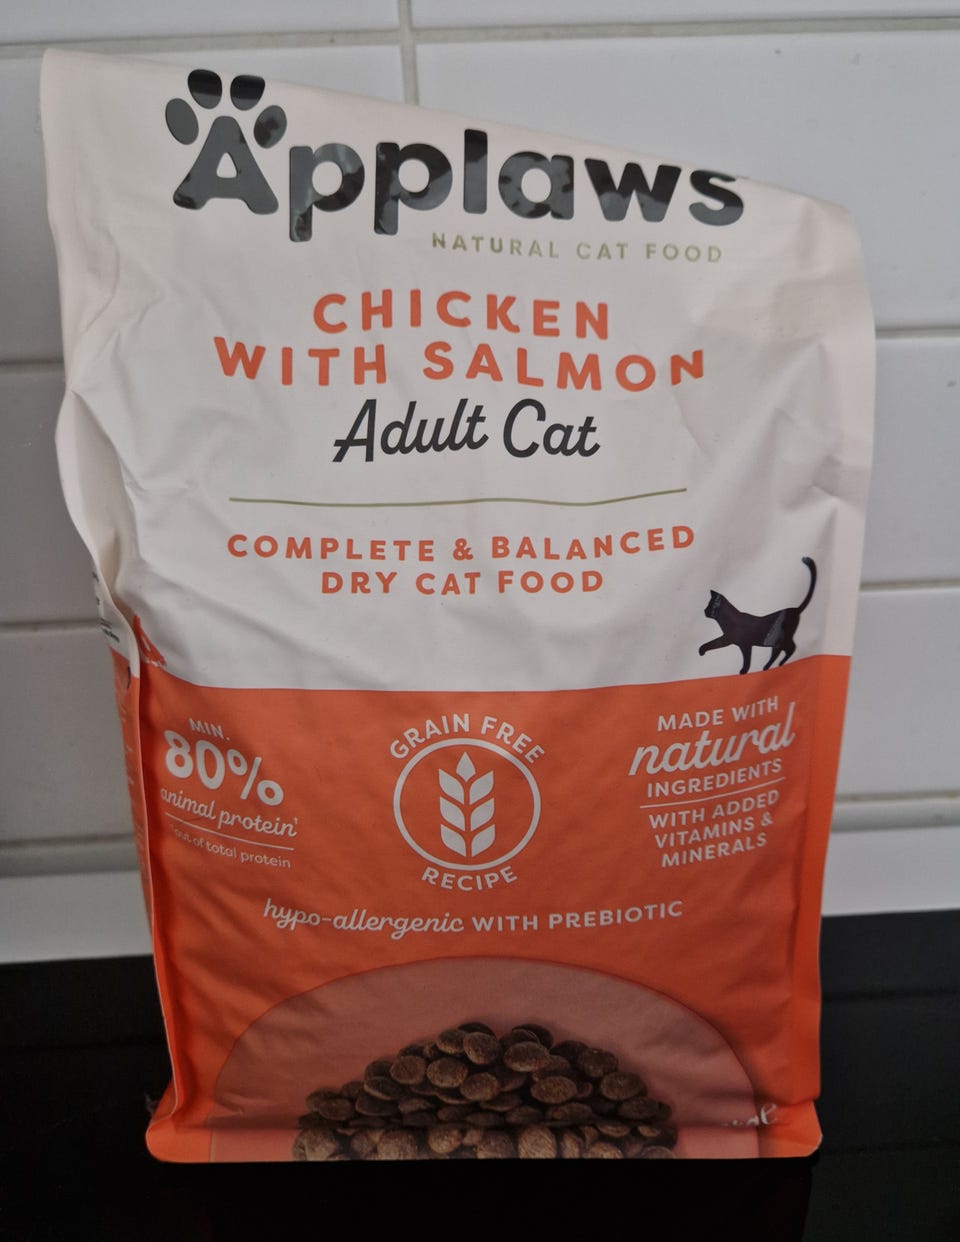 Applaws
NATURAL CAT FOOD
CHICKEN
WITH SALMON
Adult Cat
COMPLETE & BALANCED
DRY CAT FOOD
MIN.
80%
animal protein†
†out of total protein
GRAIN FREE
RECIPE
MADE WITH
natural
INGREDIENTS
WITH ADDED
VITAMINS &
MINERALS
hypo-allergenic WITH PREBIOTIC